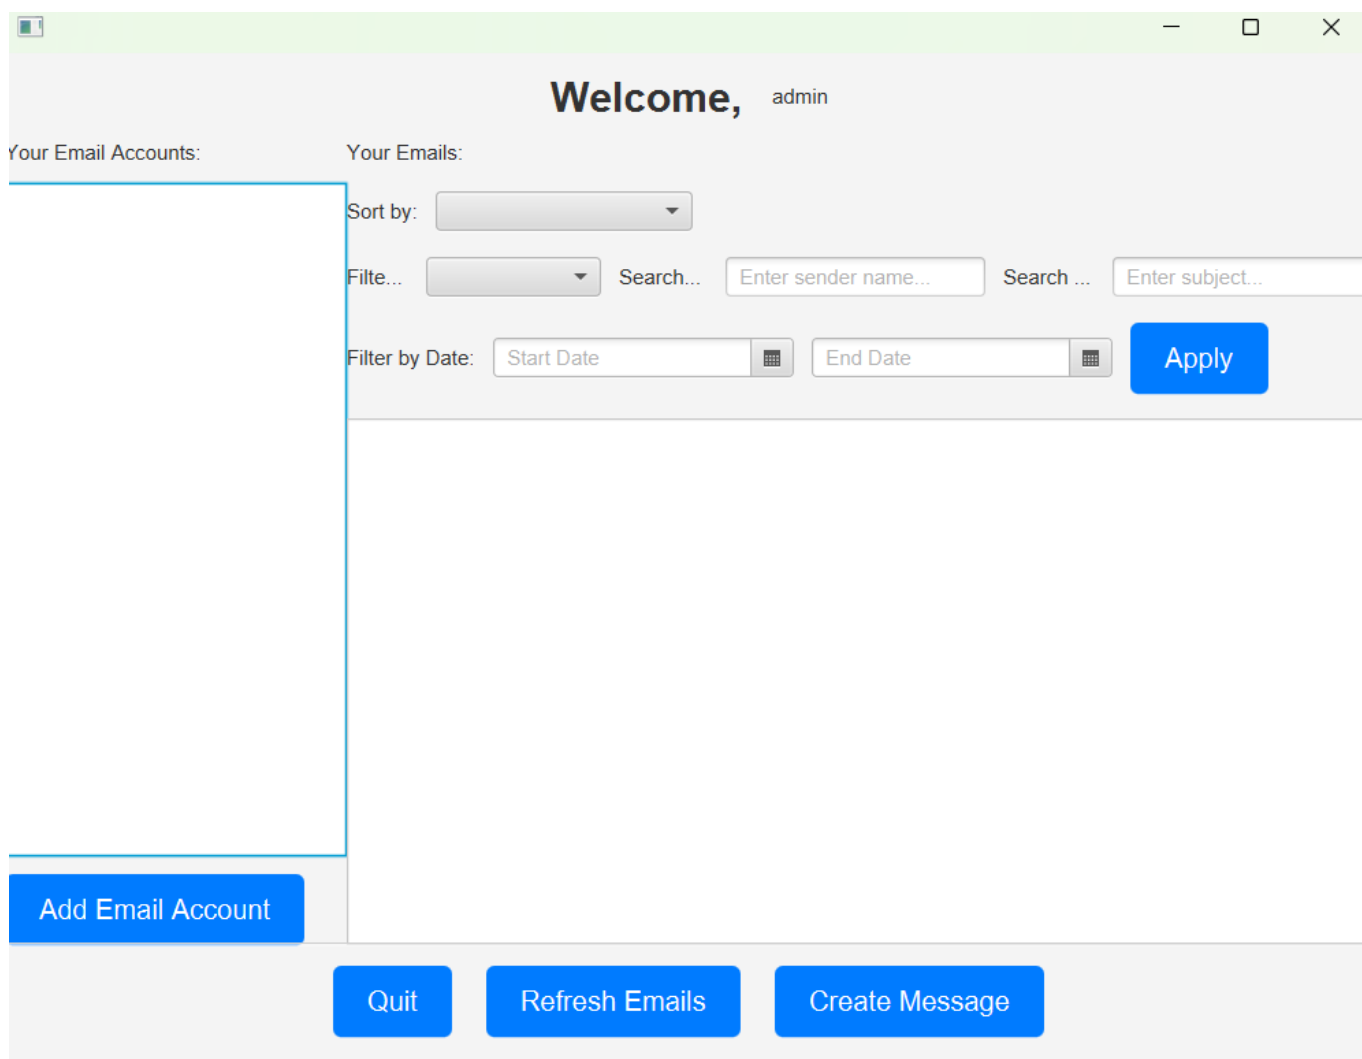 Welcome, admin
Your Email Accounts:
Your Emails:
Sort by:
Filte... Search... Enter sender name... Search ... Enter subject...
Filter by Date: Start Date End Date Apply
Add Email Account
Quit Refresh Emails Create Message